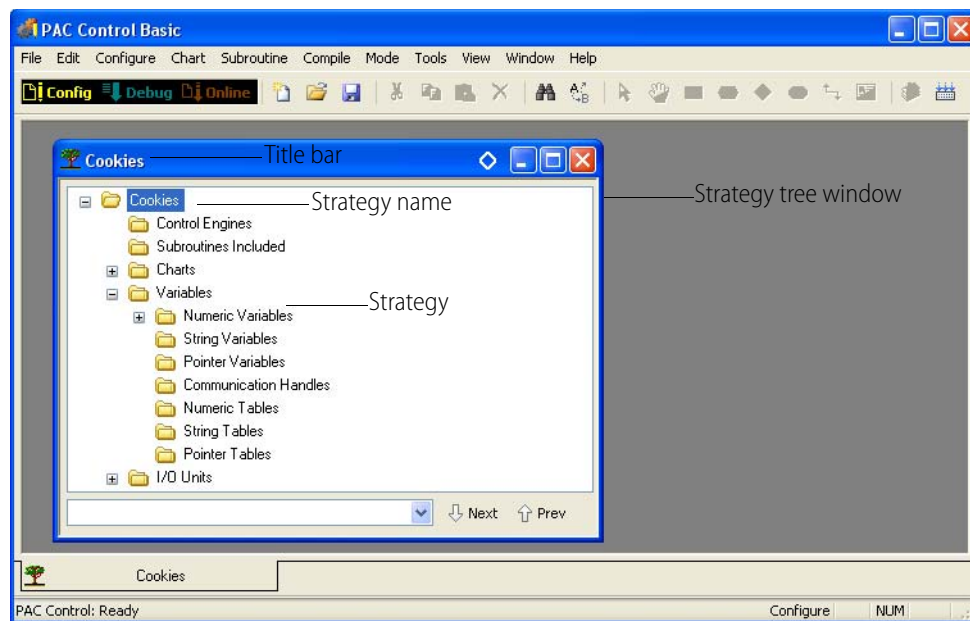 PAC Control Basic
File Edit Configure Chart Subroutine Compile Mode Tools View Window Help
Config Debug Online
A B
Cookies
Title bar
Strategy tree window
Cookies
Strategy name
Control Engines
Subroutines Included
Charts
Variables
Strategy
Numeric Variables
String Variables
Pointer Variables
Communication Handles
Numeric Tables
String Tables
Pointer Tables
I/O Units
Next Prev
Cookies
PAC Control: Ready Configure NUM